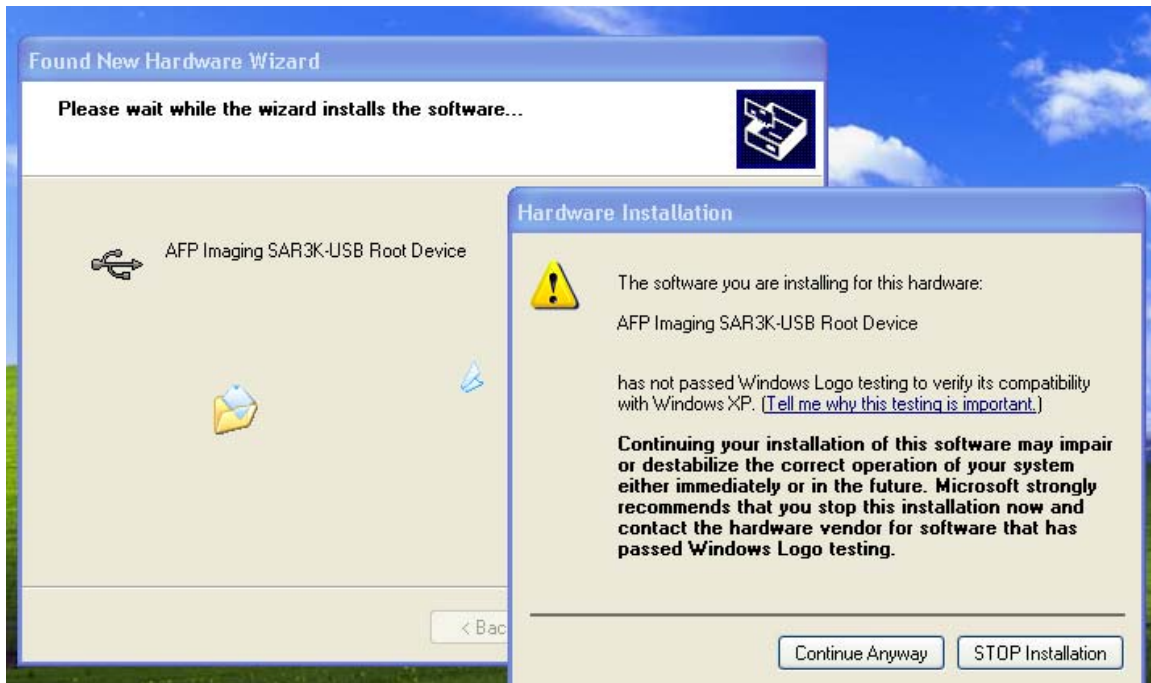 Found New Hardware Wizard
Please wait while the wizard installs the software...
AFP Imaging SAR3K-USB Root Device
< Bac
Hardware Installation
The software you are installing for this hardware:
AFP Imaging SAR3K-USB Root Device
has not passed Windows Logo testing to verify its compatibility
with Windows XP. (Tell me why this testing is important.)
Continuing your installation of this software may impair
or destabilize the correct operation of your system
either immediately or in the future. Microsoft strongly
recommends that you stop this installation now and
contact the hardware vendor for software that has
passed Windows Logo testing.
Continue Anyway
STOP Installation